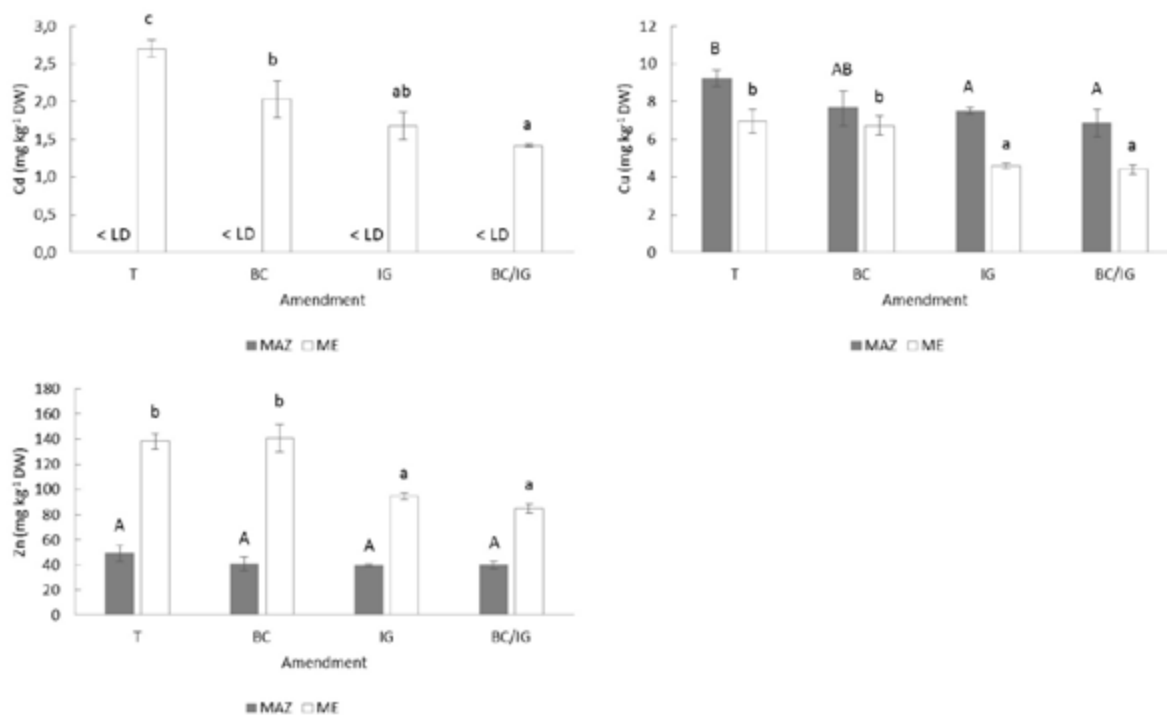 3,0
2,5
2,0
1,5
1,0
0,5
0,0
Cd (mg kg-1 DW)
c
b
ab
a
< LD
< LD
< LD
< LD
T
BC
IG
BC/IG
Amendment
MAZ
ME
12
10
8
6
4
2
0
Cu (mg kg-1 DW)
B
b
AB
b
A
a
A
a
T
BC
IG
BC/IG
Amendment
MAZ
ME
180
160
140
120
100
80
60
40
20
0
Zn (mg kg-1 DW)
A
b
A
b
A
a
A
a
T
BC
IG
BC/IG
Amendment
MAZ
ME